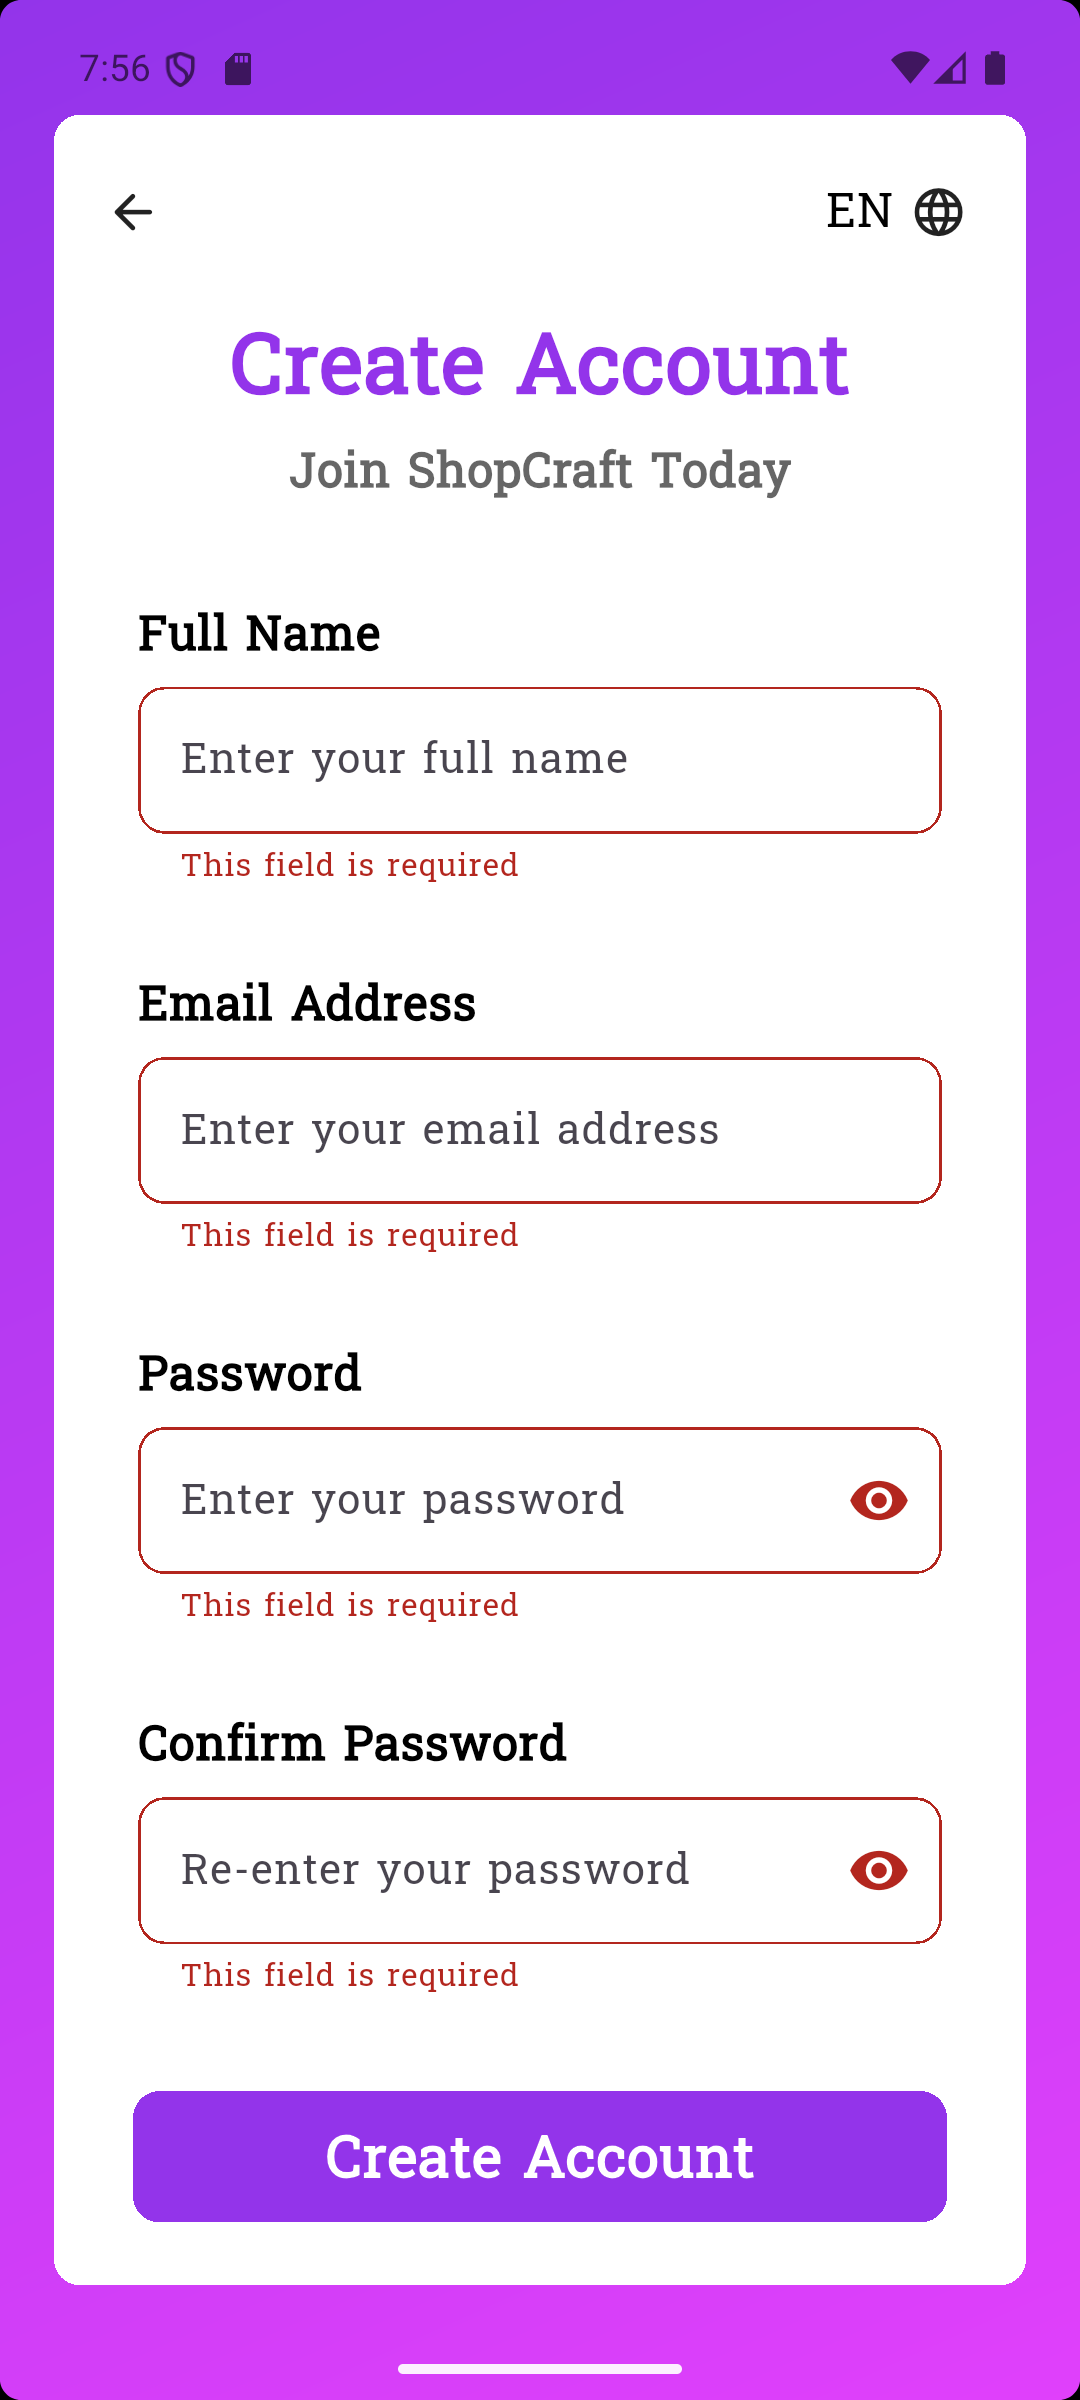 7:56
EN
Create Account
Join ShopCraft Today
Full Name
Enter your full name
This field is required
Email Address
Enter your email address
This field is required
Password
Enter your password
This field is required
Confirm Password
Re-enter your password
This field is required
Create Account